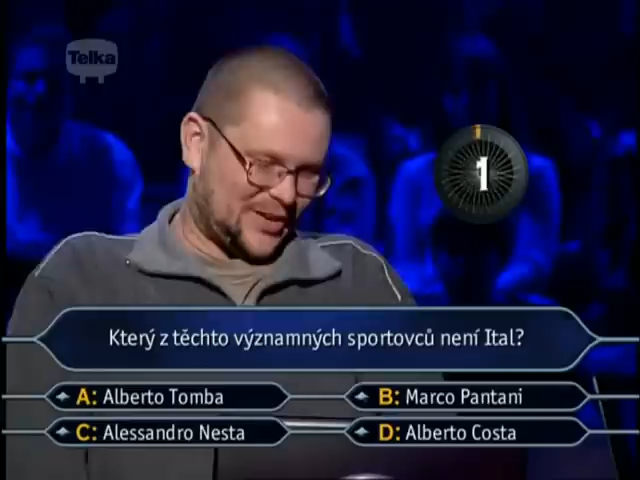 Telka
1
Který z těchto významných sportovců není Ital?
A: Alberto Tomba
B: Marco Pantani
C: Alessandro Nesta
D: Alberto Costa